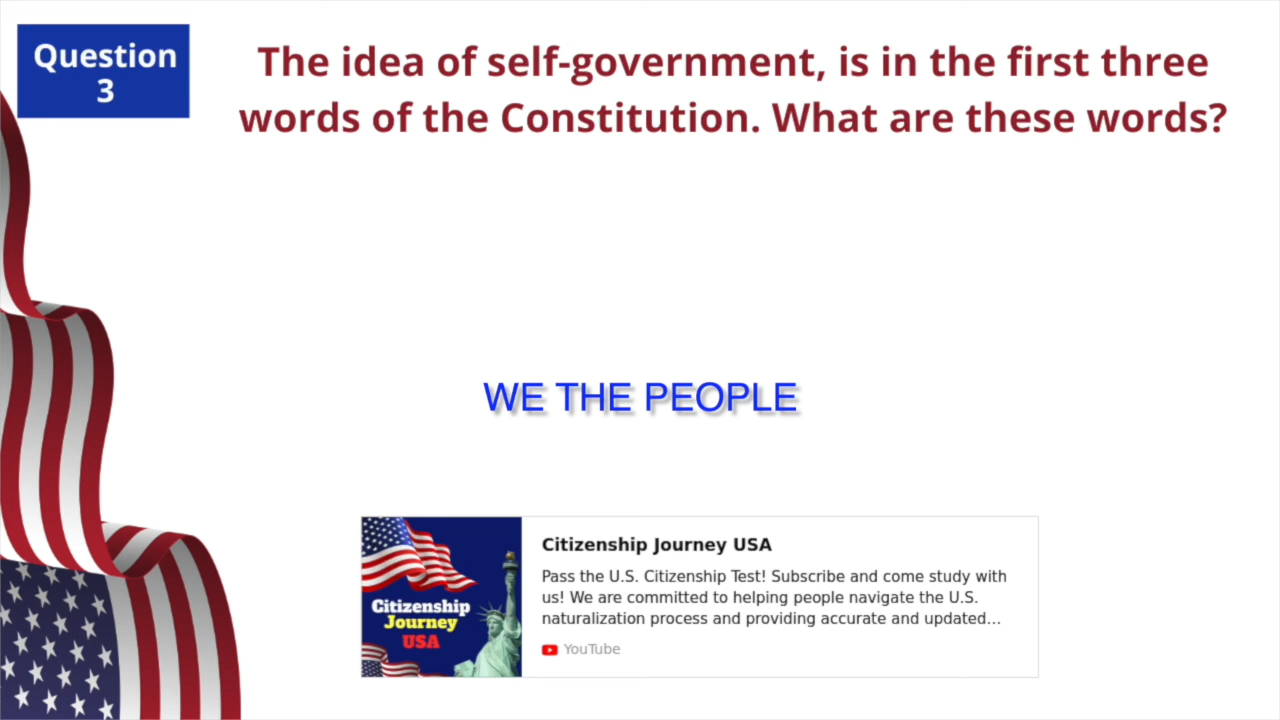 Question
3
The idea of self-government, is in the first three
words of the Constitution. What are these words?
WE THE PEOPLE
Citizenship
Journey
USA
Citizenship Journey USA
Pass the U.S. Citizenship Test! Subscribe and come study with
us! We are committed to helping people navigate the U.S.
naturalization process and providing accurate and updated...
YouTube